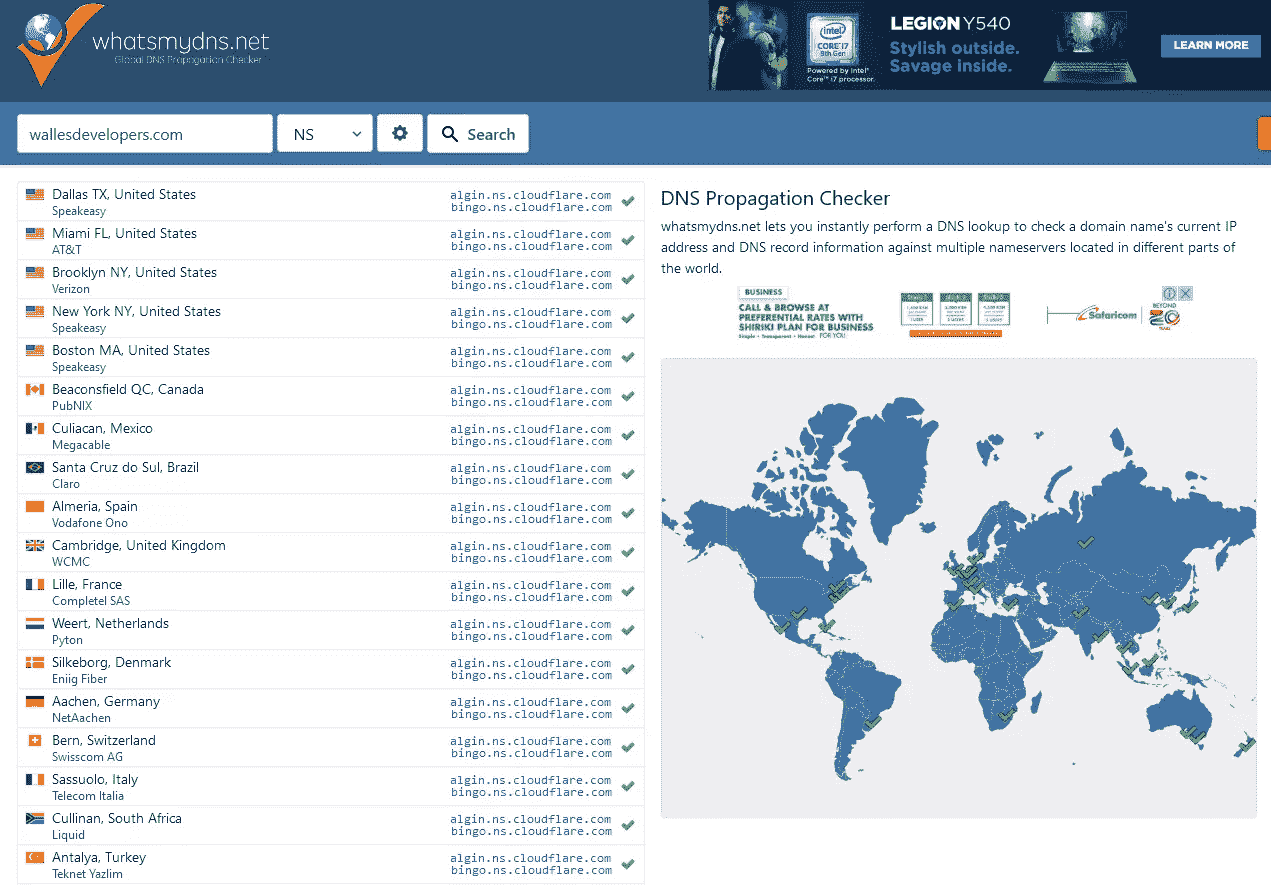 whatsmydns.net
Global DNS Propagation Checker
intel
CORE i7
9th Gen
Powered by Intel®
Core™ i7 processor.
LEGION Y540
Stylish outside.
Savage inside.
LEARN MORE
wallesdevelopers.com
NS
Search
Dallas TX, United States
Speakeasy
algin.ns.cloudflare.com
bingo.ns.cloudflare.com
Miami FL, United States
AT&T
algin.ns.cloudflare.com
bingo.ns.cloudflare.com
Brooklyn NY, United States
Verizon
algin.ns.cloudflare.com
bingo.ns.cloudflare.com
New York NY, United States
Speakeasy
algin.ns.cloudflare.com
bingo.ns.cloudflare.com
Boston MA, United States
Speakeasy
algin.ns.cloudflare.com
bingo.ns.cloudflare.com
Beaconsfield QC, Canada
PubNIX
algin.ns.cloudflare.com
bingo.ns.cloudflare.com
Culiacan, Mexico
Megacable
algin.ns.cloudflare.com
bingo.ns.cloudflare.com
Santa Cruz do Sul, Brazil
Claro
algin.ns.cloudflare.com
bingo.ns.cloudflare.com
Almeria, Spain
Vodafone Ono
algin.ns.cloudflare.com
bingo.ns.cloudflare.com
Cambridge, United Kingdom
WCMC
algin.ns.cloudflare.com
bingo.ns.cloudflare.com
Lille, France
Completel SAS
algin.ns.cloudflare.com
bingo.ns.cloudflare.com
Weert, Netherlands
Pyton
algin.ns.cloudflare.com
bingo.ns.cloudflare.com
Silkeborg, Denmark
Eniig Fiber
algin.ns.cloudflare.com
bingo.ns.cloudflare.com
Aachen, Germany
NetAachen
algin.ns.cloudflare.com
bingo.ns.cloudflare.com
Bern, Switzerland
Swisscom AG
algin.ns.cloudflare.com
bingo.ns.cloudflare.com
Sassuolo, Italy
Telecom Italia
algin.ns.cloudflare.com
bingo.ns.cloudflare.com
Cullinan, South Africa
Liquid
algin.ns.cloudflare.com
bingo.ns.cloudflare.com
Antalya, Turkey
Teknet Yazlim
algin.ns.cloudflare.com
bingo.ns.cloudflare.com
DNS Propagation Checker
whatsmydns.net lets you instantly perform a DNS lookup to check a domain name's current IP
address and DNS record information against multiple nameservers located in different parts of
the world.
BUSINESS
CALL & BROWSE AT
PREFERENTIAL RATES WITH
SHIRIKI PLAN FOR BUSINESS
Simple • Transparent • Honest FOR YOU!
Safaricom
BEYOND
20